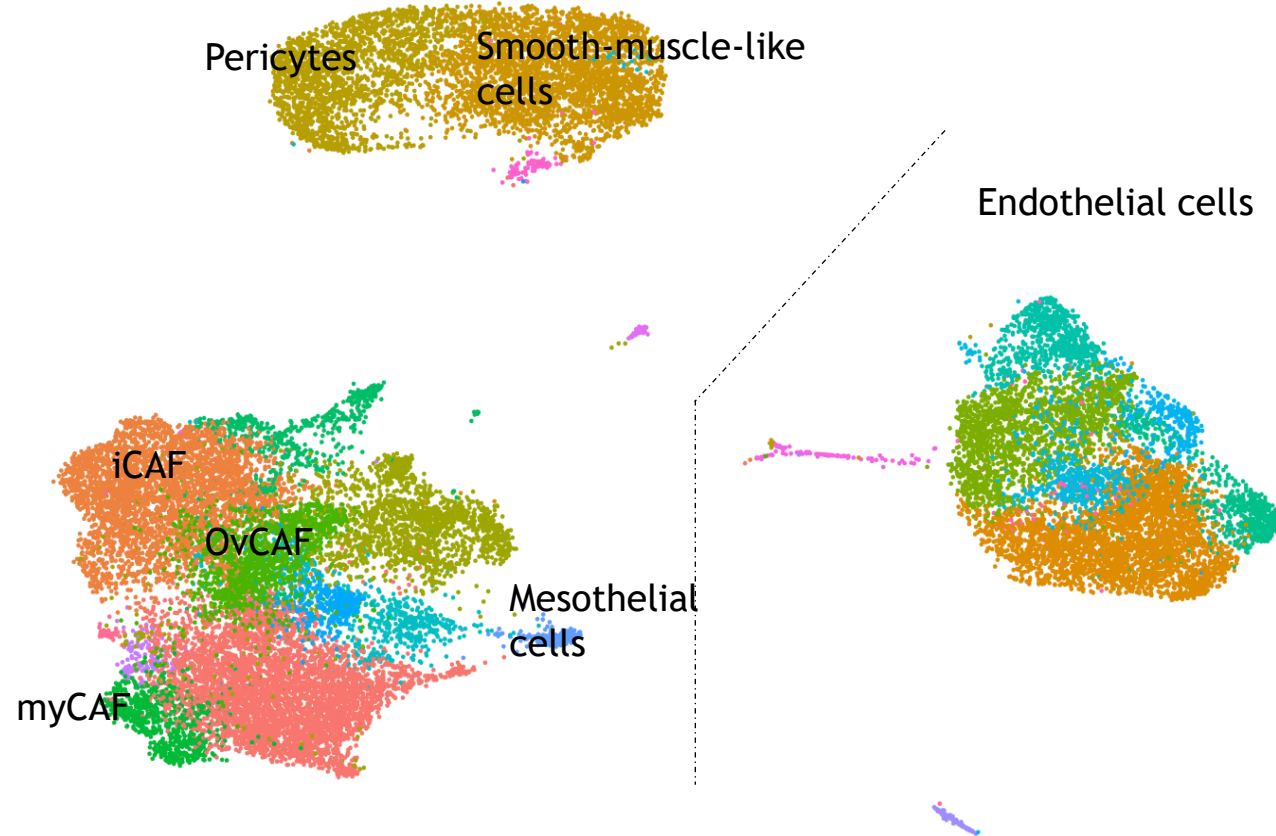 Pericytes
Smooth-muscle-like
cells
Endothelial cells
iCAF
OvCAF
Mesothelial
cells
myCAF